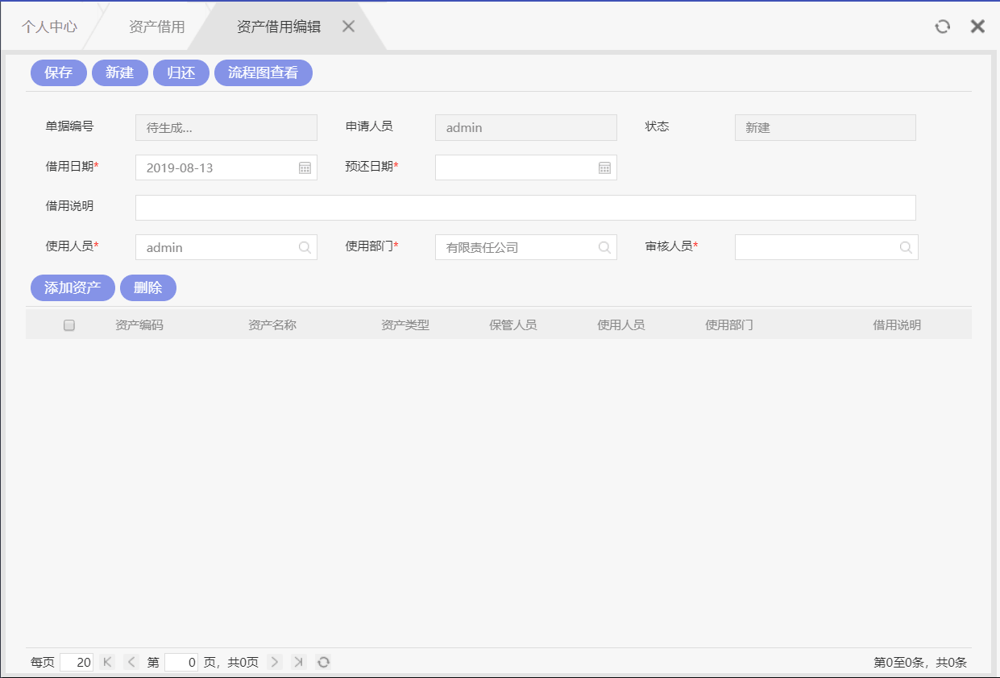 个人中心 资产借用 资产借用编辑
保存 新建 归还 流程图查看
单据编号 待生成... 申请人员 admin 状态 新建
借用日期* 2019-08-13 预还日期*
借用说明
使用人员* admin 使用部门* 有限责任公司 审核人员*
添加资产 删除
资产编码 资产名称 资产类型 保管人员 使用人员 使用部门 借用说明
每页 20 第 0 页，共0页 第0至0条，共0条